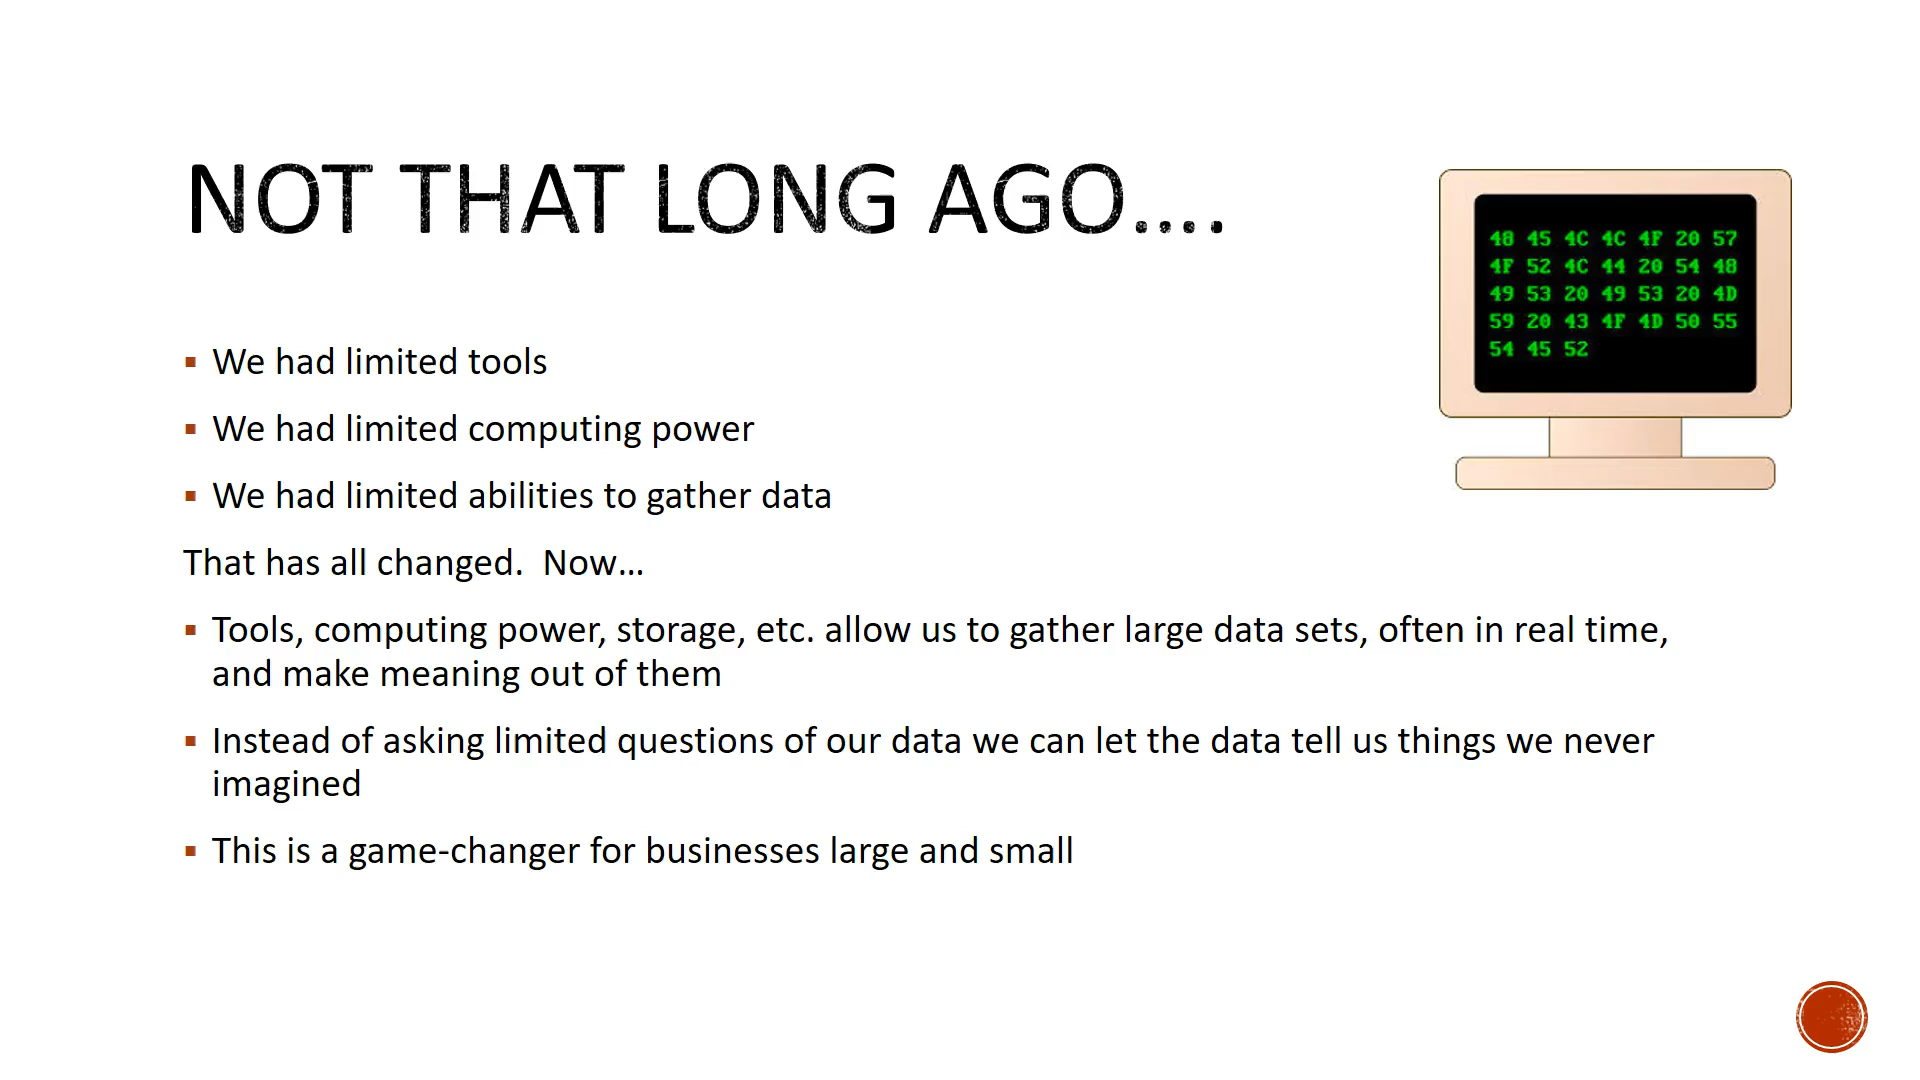 NOT THAT LONG AGO....
48 45 4C 4C 4F 20 57
4F 52 4C 44 20 54 48
49 53 20 49 53 20 4D
59 20 43 4F 4D 50 55
54 45 52
▪ We had limited tools
▪ We had limited computing power
▪ We had limited abilities to gather data
That has all changed.  Now…
▪ Tools, computing power, storage, etc. allow us to gather large data sets, often in real time,
and make meaning out of them
▪ Instead of asking limited questions of our data we can let the data tell us things we never
imagined
▪ This is a game-changer for businesses large and small